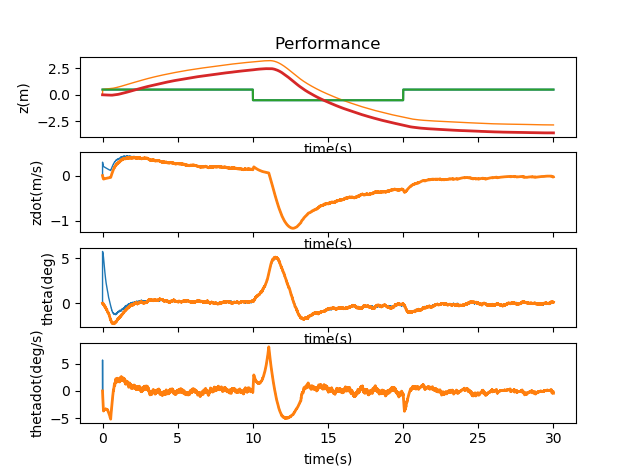 Performance
2.5
0.0
−2.5
z(m)
time(s)
0
−1
zdot(m/s)
time(s)
5
0
theta(deg)
time(s)
5
0
−5
thetadot(deg/s)
0 5 10 15 20 25 30
time(s)